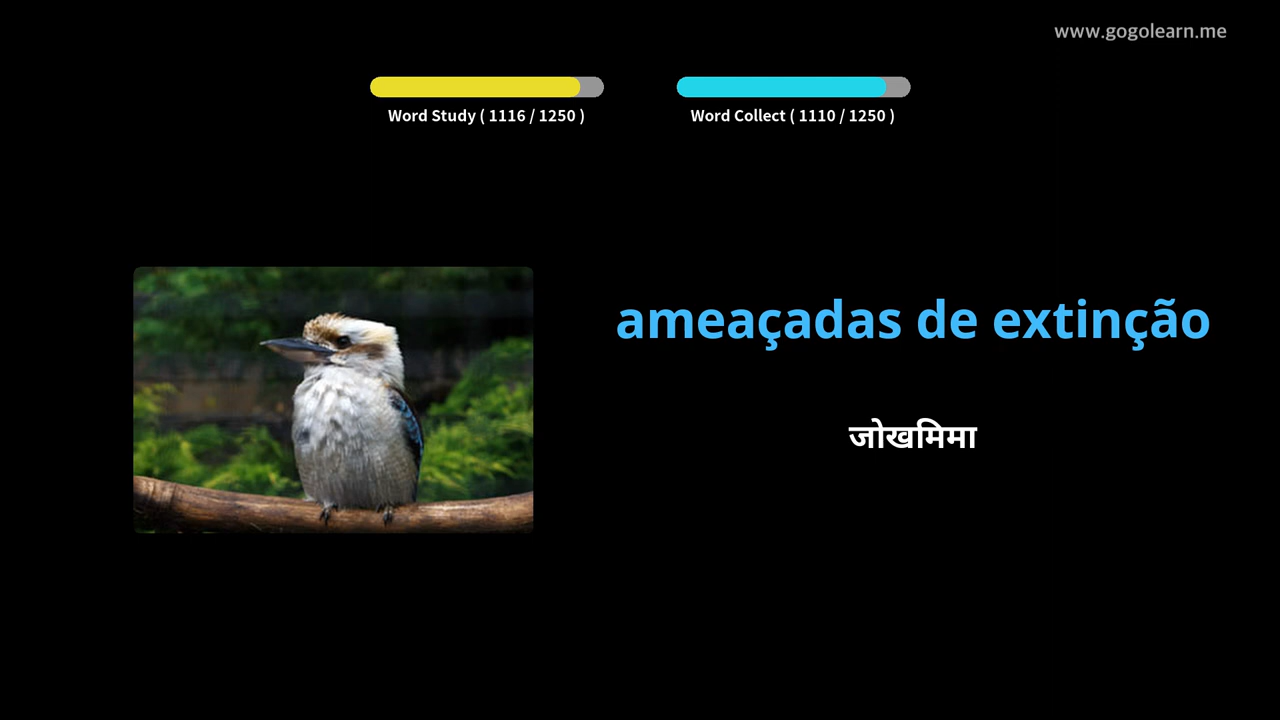 www.gogolearn.me
Word Study ( 1116 / 1250 )
Word Collect ( 1110 / 1250 )
ameaçadas de extinção
जोखमिमा